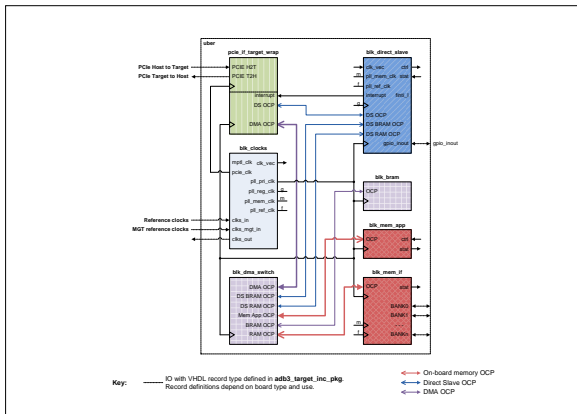 uber
pcie_if_target_wrap
PCIe Host to Target
PCIE H2T
PCIe Target to Host
PCIE T2H
interrupt
DS OCP
DMA OCP
blk_direct_slave
clk_vec
ctrl
m
pll_mem_clk
stat
r
pll_ref_clk
interrupt
g
DS OCP
DS BRAM OCP
DS RAM OCP
gpio_inout
gpio_inout
blk_clocks
mptl_clk
clk_vec
pcie_clk
pll_pri_clk
pll_reg_clk
g
pll_mem_clk
m
pll_ref_clk
r
Reference clocks
clks_in
MGT reference clocks
clks_mgt_in
clks_out
blk_bram
OCP
blk_mem_app
OCP
ctrl
stat
blk_dma_switch
DMA OCP
DS BRAM OCP
DS RAM OCP
Mem App OCP
BRAM OCP
RAM OCP
blk_mem_if
OCP
stat
BANK0
BANK1
m
- - -
r
BANKn
Key:
IO with VHDL record type defined in adb3_target_inc_pkg.
Record definitions depend on board type and use.
On-board memory OCP
Direct Slave OCP
DMA OCP